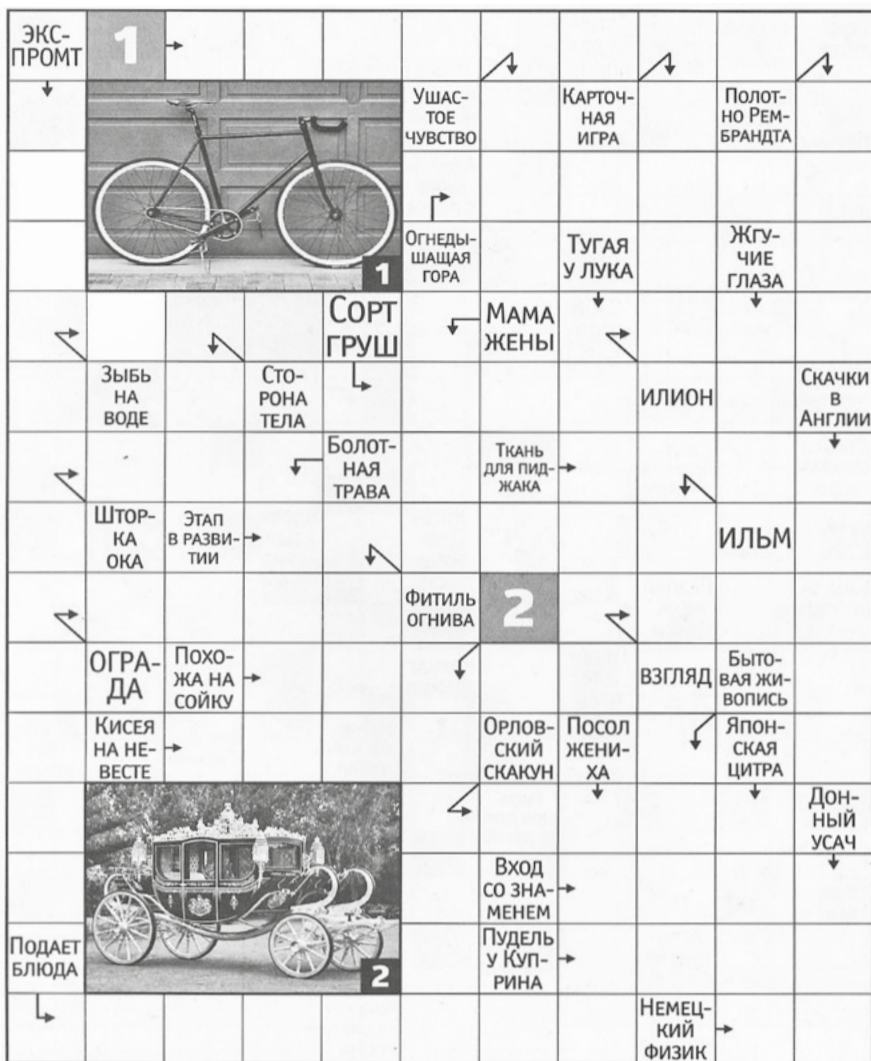 ЭКС-
ПРОМТ
1
УШАС-
ТОЕ
ЧУВСТВО
КАРТОЧ-
НАЯ
ИГРА
ПОЛОТ-
НО РЕМ-
БРАНДТА
1
ОГНЕДЫ-
ШАЩАЯ
ГОРА
ТУГАЯ
У ЛУКА
ЖГУ-
ЧИЕ
ГЛАЗА
СОРТ
ГРУШ
МАМА
ЖЕНЫ
ЗЫБЬ
НА
ВОДЕ
СТО-
РОНА
ТЕЛА
ИЛИОН
СКАЧКИ
В
АНГЛИИ
БОЛОТ-
НАЯ
ТРАВА
ТКАНЬ
ДЛЯ ПИД-
ЖАКА
ШТОР-
КА
ОКА
ЭТАП
В РАЗВИ-
ТИИ
ИЛЬМ
ФИТИЛЬ
ОГНИВА
2
ОГРА-
ДА
ПОХО-
ЖА НА
СОЙКУ
ВЗГЛЯД
БЫТО-
ВАЯ ЖИ-
ВОПИСЬ
КИСЕЯ
НА НЕ-
ВЕСТЕ
ОРЛОВ-
СКИЙ
СКАКУН
ПОСОЛ
ЖЕНИ-
ХА
ЯПОН-
СКАЯ
ЦИТРА
ДОН-
НЫЙ
УСАЧ
ВХОД
СО ЗНА-
МЕНЕМ
ПОДАЕТ
БЛЮДА
2
ПУДЕЛЬ
У КУП-
РИНА
НЕМЕЦ-
КИЙ
ФИЗИК